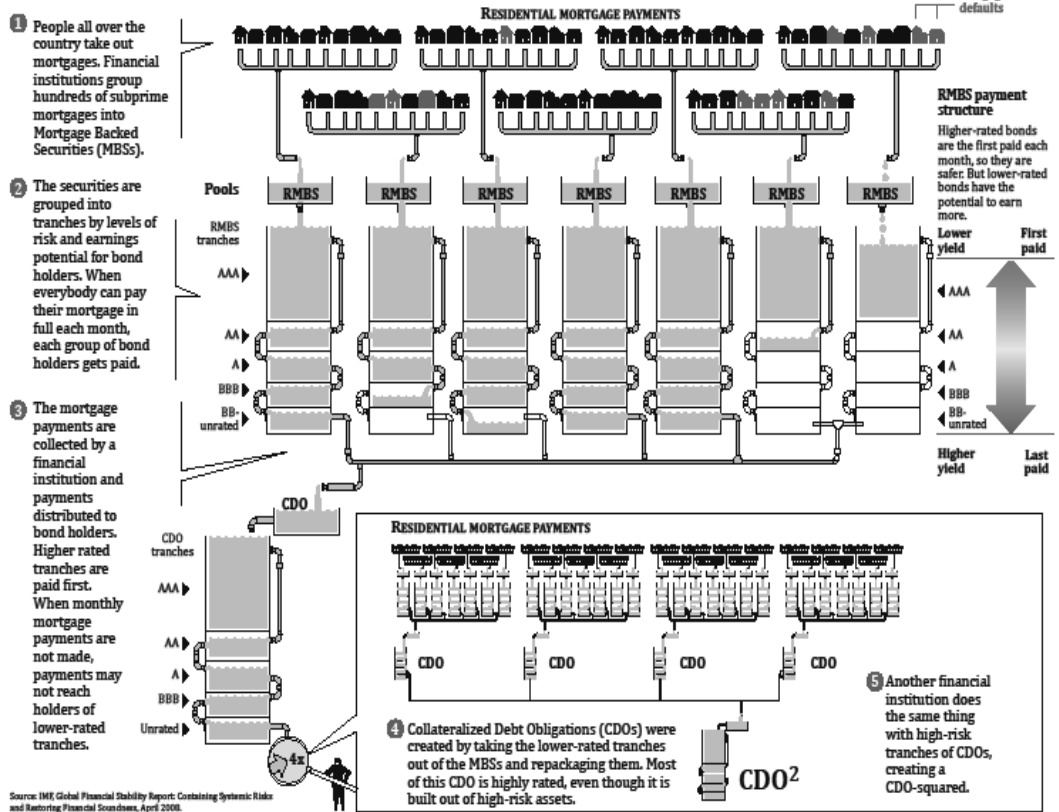 RESIDENTIAL MORTGAGE PAYMENTS
defaults
1 People all over the
country take out
mortgages. Financial
institutions group
hundreds of subprime
mortgages into
Mortgage Backed
Securities (MBSs).
2 The securities are
grouped into
tranches by levels of
risk and earnings
potential for bond
holders. When
everybody can pay
their mortgage in
full each month,
each group of bond
holders gets paid.
3 The mortgage
payments are
collected by a
financial
institution and
payments
distributed to
bond holders.
Higher rated
tranches are
paid first.
When monthly
mortgage
payments are
not made,
payments may
not reach
holders of
lower-rated
tranches.
Pools
RMBS
RMBS
RMBS
RMBS
RMBS
RMBS
RMBS
RMBS
tranches
AAA
AA
A
BBB
BB-
unrated
RMBS payment
structure
Higher-rated bonds
are the first paid each
month, so they are
safer. But lower-rated
bonds have the
potential to earn
more.
Lower
yield
First
paid
AAA
AA
A
BBB
BB-
unrated
Higher
yield
Last
paid
CDO
CDO
tranches
AAA
AA
A
BBB
Unrated
4x
RESIDENTIAL MORTGAGE PAYMENTS
CDO
CDO
CDO
CDO
4 Collateralized Debt Obligations (CDOs) were
created by taking the lower-rated tranches
out of the MBSs and repackaging them. Most
of this CDO is highly rated, even though it is
built out of high-risk assets.
CDO²
5 Another financial
institution does
the same thing
with high-risk
tranches of CDOs,
creating a
CDO-squared.
Source: IMF, Global Financial Stability Report: Containing Systemic Risks
and Restoring Financial Soundness, April 2008.